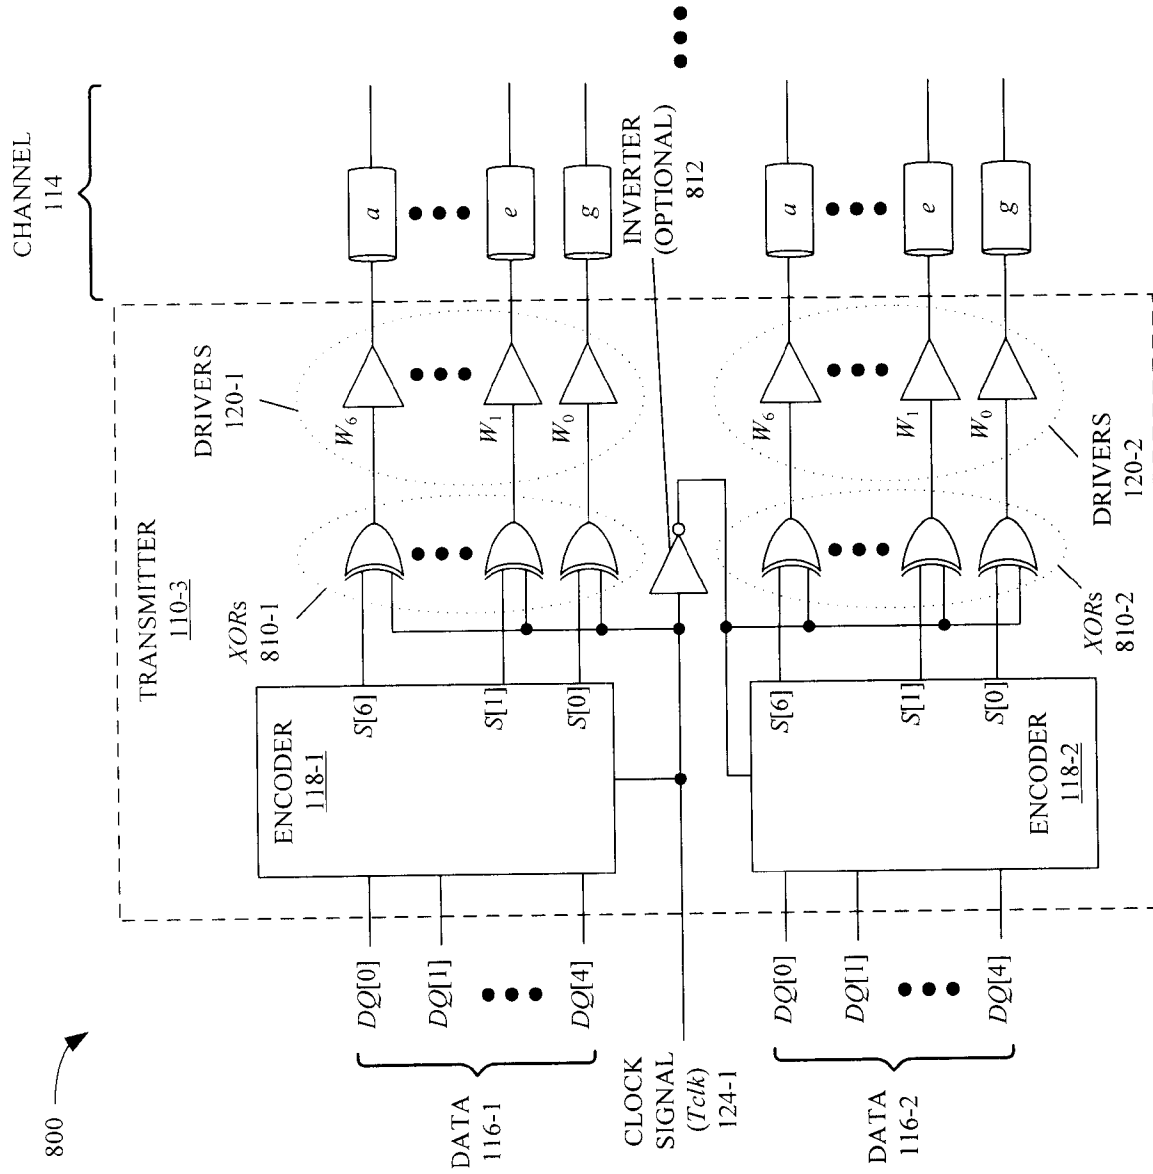 800
CHANNEL
114
TRANSMITTER
110-3
DRIVERS
120-1
XORs
810-1
DATA
116-1
DQ[0]
DQ[1]
DQ[4]
ENCODER
118-1
S[6]
S[1]
S[0]
W6
W1
W0
a
e
g
INVERTER
(OPTIONAL)
812
CLOCK
SIGNAL
(Tclk)
124-1
DATA
116-2
DQ[0]
DQ[1]
DQ[4]
ENCODER
118-2
S[6]
S[1]
S[0]
W6
W1
W0
a
e
g
XORs
810-2
DRIVERS
120-2